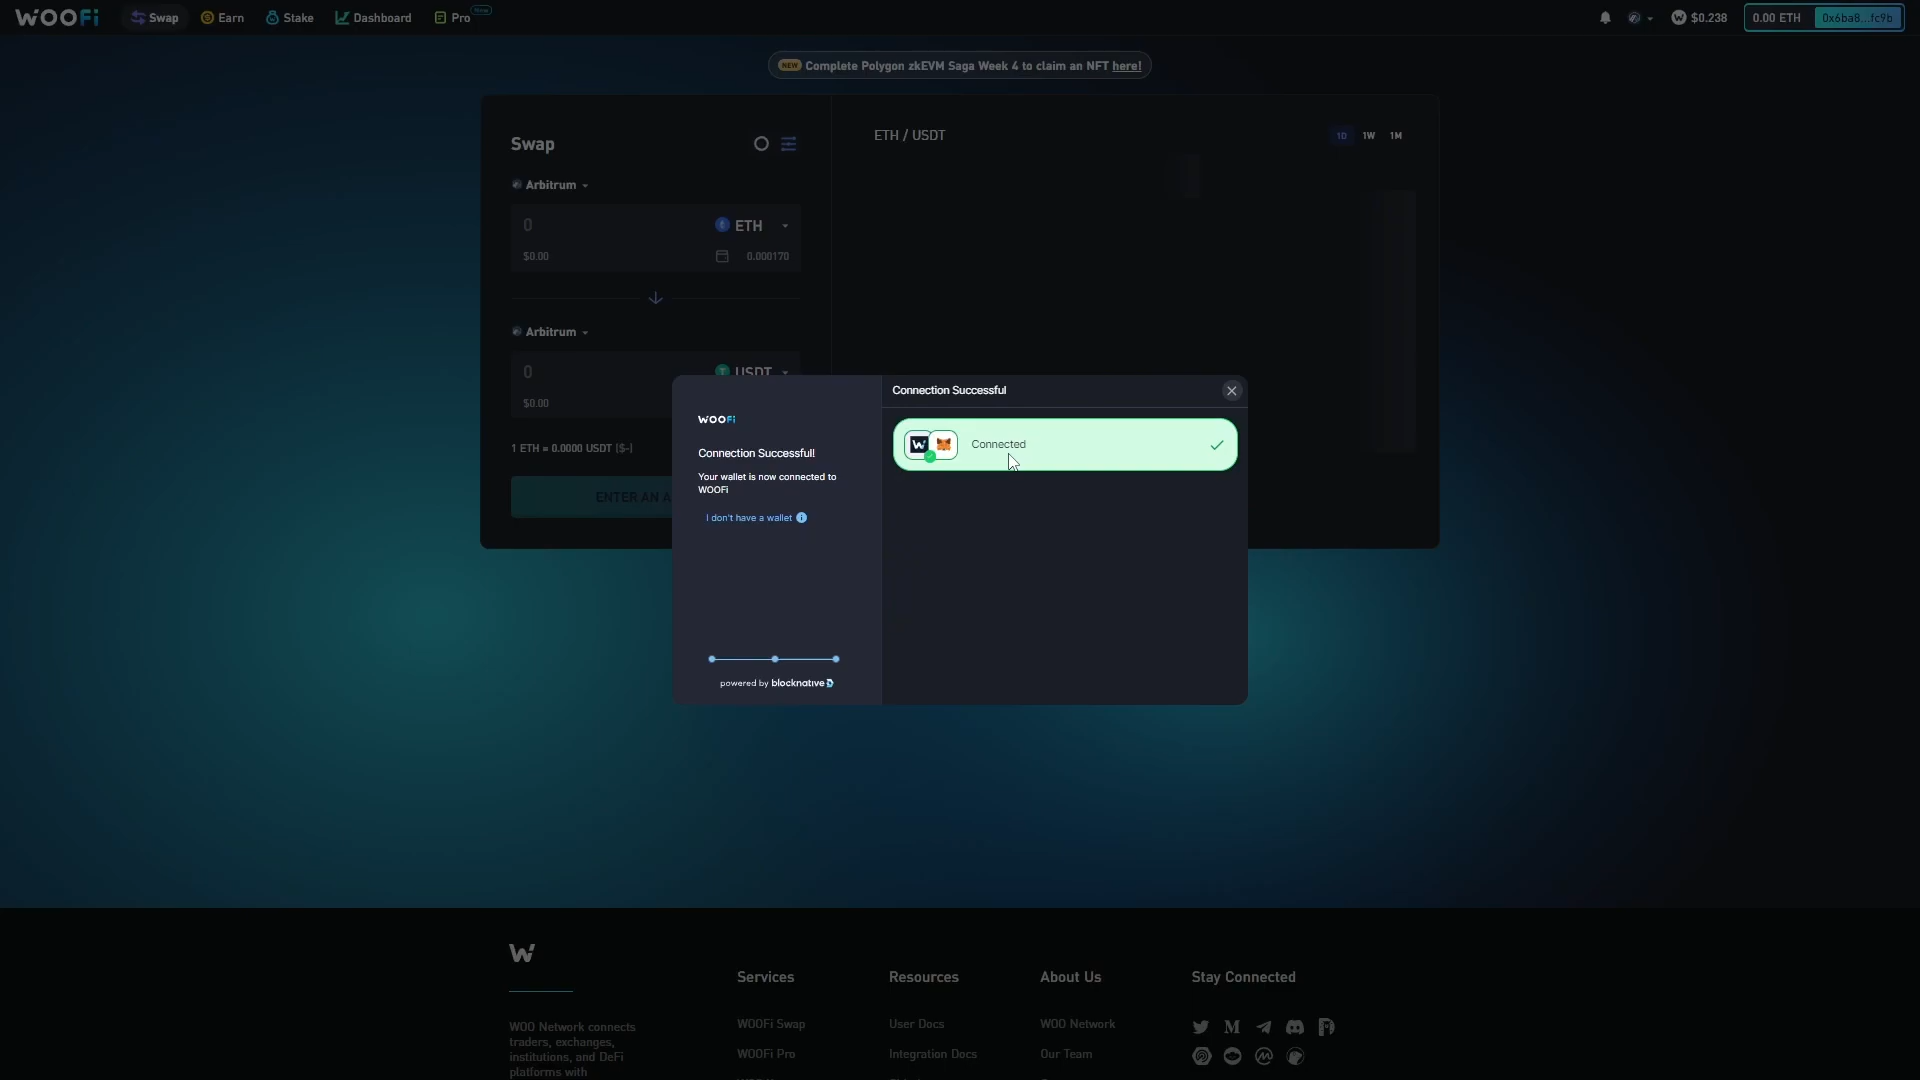 WOOFi
Swap
Earn
Stake
Dashboard
Pro
New
$0.238
0.00 ETH
0x6ba8...fc9b
NEW Complete Polygon zkEVM Saga Week 4 to claim an NFT here!
Swap
ETH / USDT
1D 1W 1M
Arbitrum
0
ETH
$0.00
0.000170
Arbitrum
0
USDT
$0.00
1 ETH = 0.0000 USDT ($-)
ENTER AN A
WOOFi
Connection Successful!
Your wallet is now connected to
WOOFi
I don't have a wallet
powered by blocknative
Connection Successful
Connected
W
WOO Network connects
traders, exchanges,
institutions, and DeFi
platforms with
Services
WOOFi Swap
WOOFi Pro
Resources
User Docs
Integration Docs
About Us
WOO Network
Our Team
Stay Connected